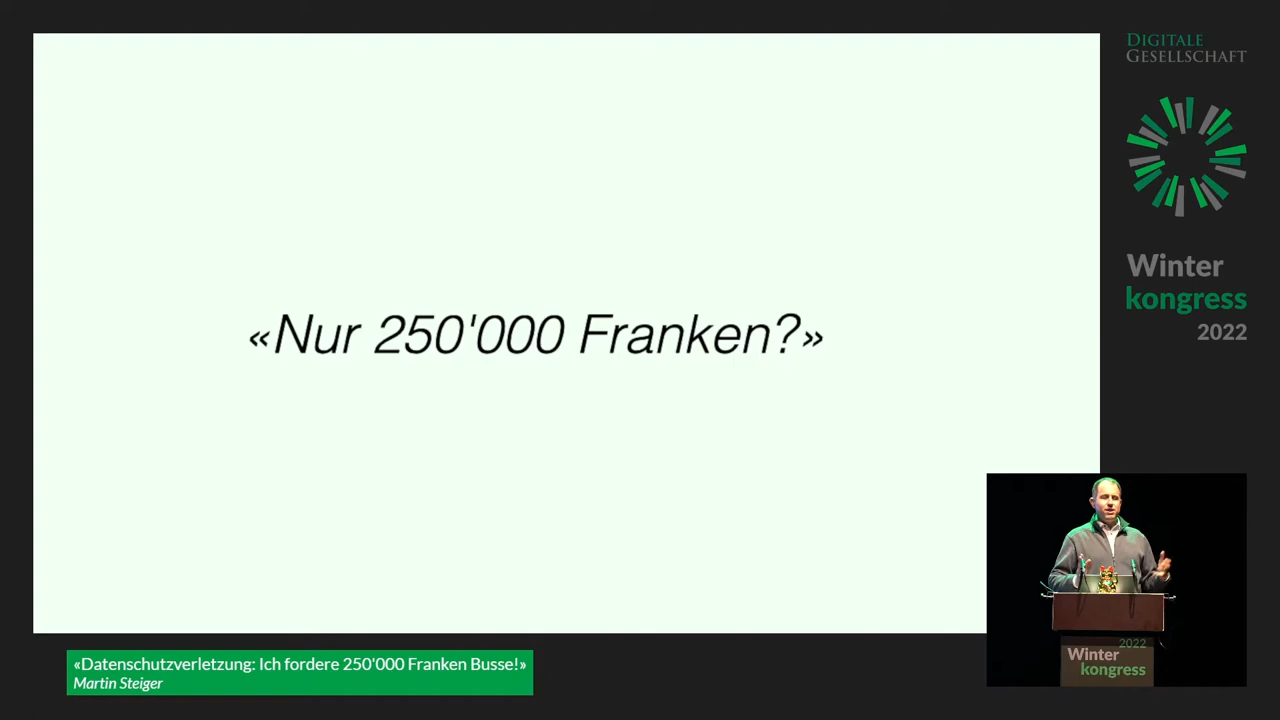 «Nur 250'000 Franken?»
DIGITALE
GESELLSCHAFT
Winter
kongress
2022
2022
Winter
kongress
«Datenschutzverletzung: Ich fordere 250'000 Franken Busse!»
Martin Steiger